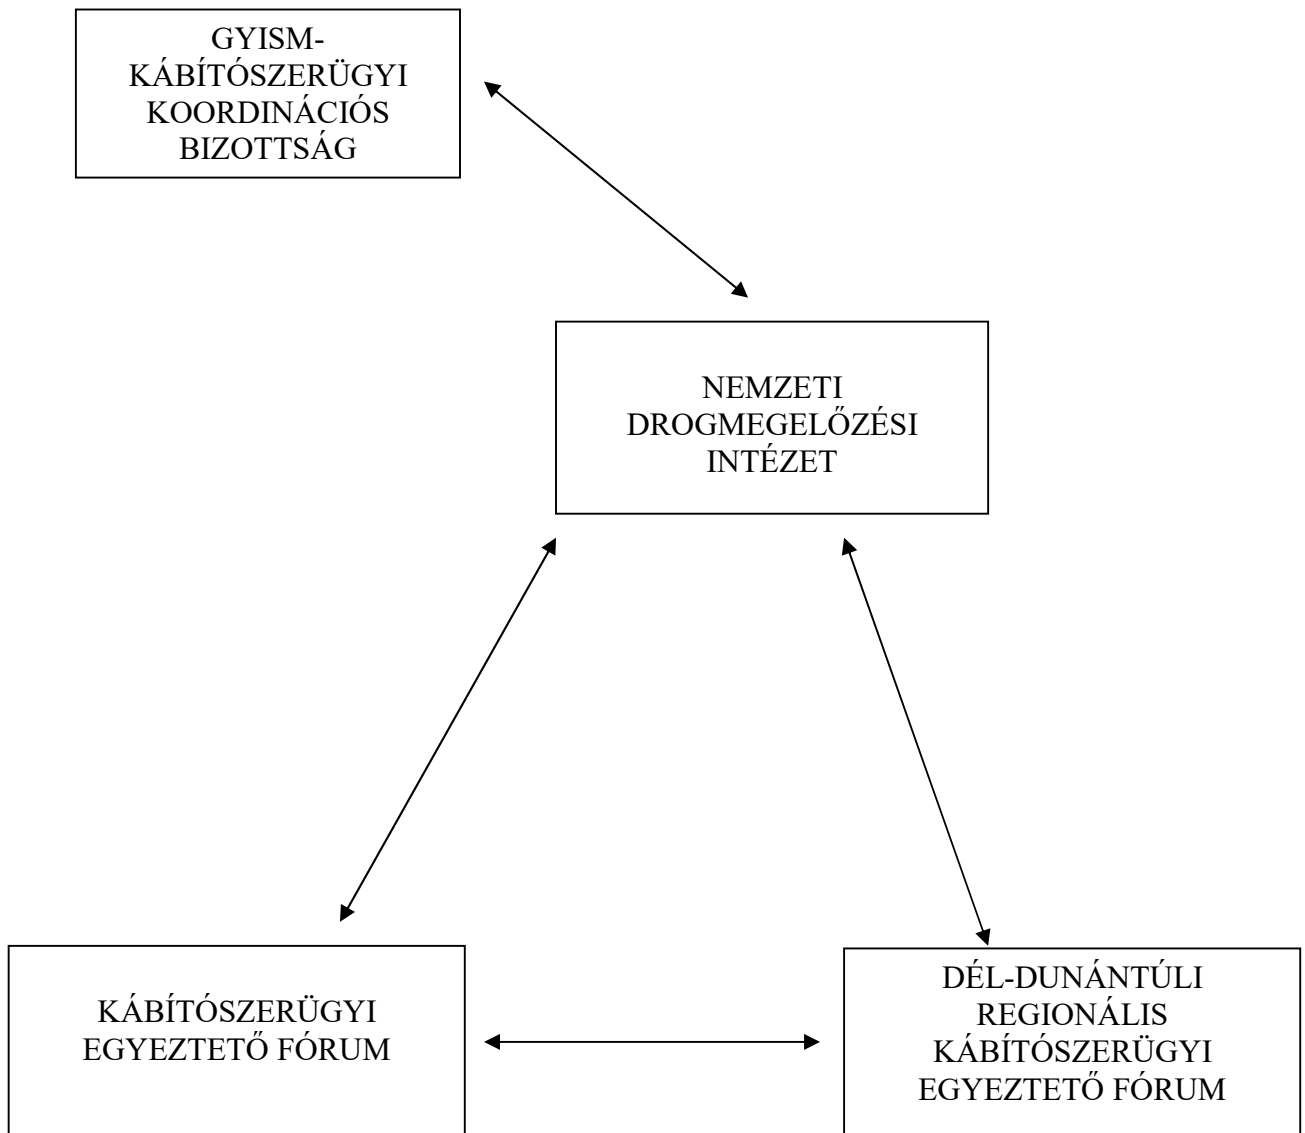 GYISM-
KÁBÍTÓSZERÜGYI
KOORDINÁCIÓS
BIZOTTSÁG
NEMZETI
DROGMEGELŐZÉSI
INTÉZET
KÁBÍTÓSZERÜGYI
EGYEZTETŐ FÓRUM
DÉL-DUNÁNTÚLI
REGIONÁLIS
KÁBÍTÓSZERÜGYI
EGYEZTETŐ FÓRUM